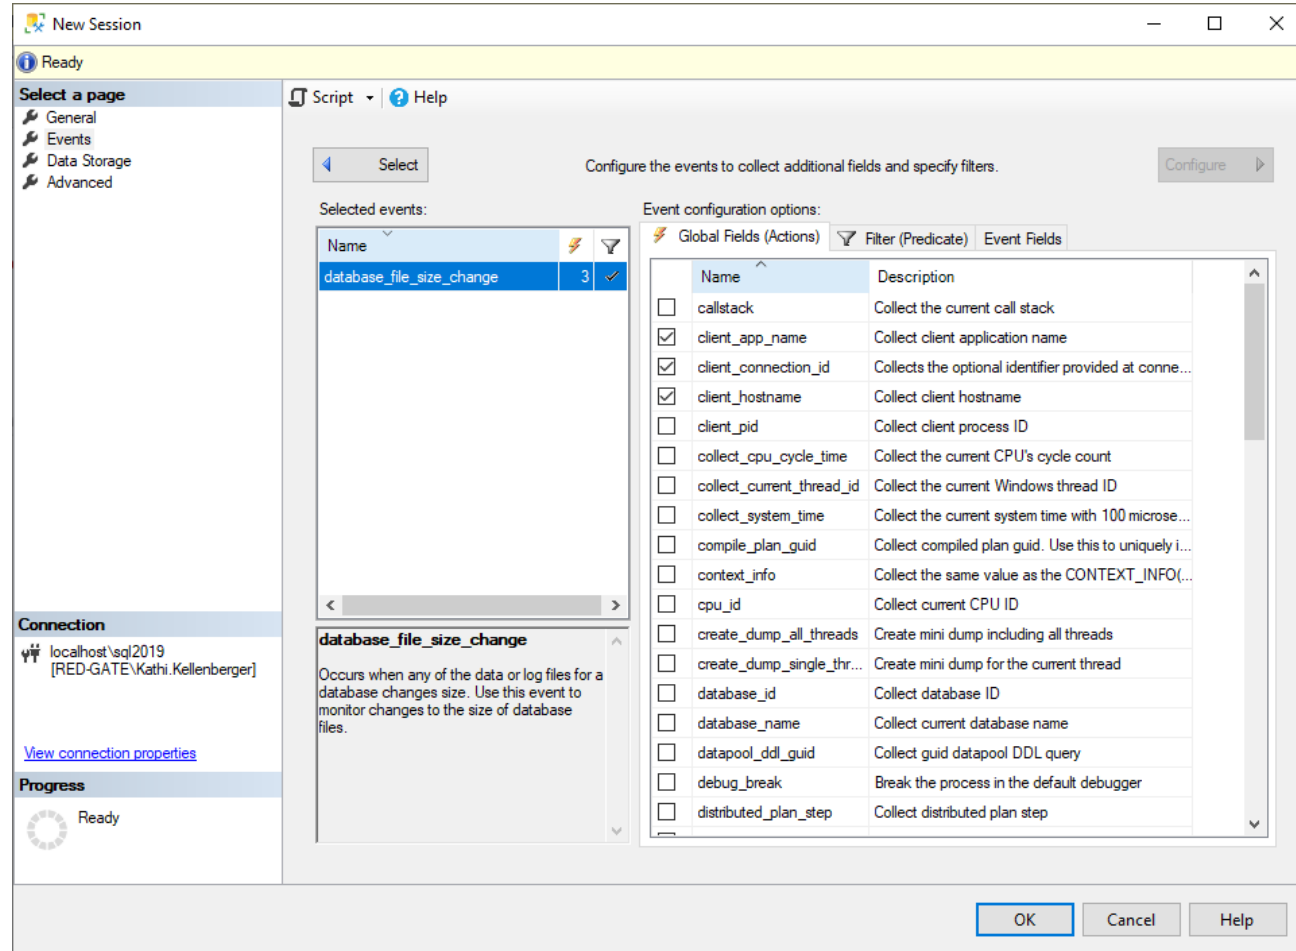 New Session
Ready
Select a page
General
Events
Data Storage
Advanced
Connection
localhost\sql2019
[RED-GATE\Kathi.Kellenberger]
View connection properties
Progress
Ready
Script
Help
Select
Configure the events to collect additional fields and specify filters.
Configure
Selected events:
Name
database_file_size_change 3
database_file_size_change
Occurs when any of the data or log files for a
database changes size. Use this event to
monitor changes to the size of database
files.
Event configuration options:
Global Fields (Actions) Filter (Predicate) Event Fields
Name Description
callstack Collect the current call stack
client_app_name Collect client application name
client_connection_id Collects the optional identifier provided at conne...
client_hostname Collect client hostname
client_pid Collect client process ID
collect_cpu_cycle_time Collect the current CPU's cycle count
collect_current_thread_id Collect the current Windows thread ID
collect_system_time Collect the current system time with 100 microse...
compile_plan_guid Collect compiled plan guid. Use this to uniquely i...
context_info Collect the same value as the CONTEXT_INFO(...
cpu_id Collect current CPU ID
create_dump_all_threads Create mini dump including all threads
create_dump_single_thr... Create mini dump for the current thread
database_id Collect database ID
database_name Collect current database name
datapool_ddl_guid Collect guid datapool DDL query
debug_break Break the process in the default debugger
distributed_plan_step Collect distributed plan step
OK Cancel Help